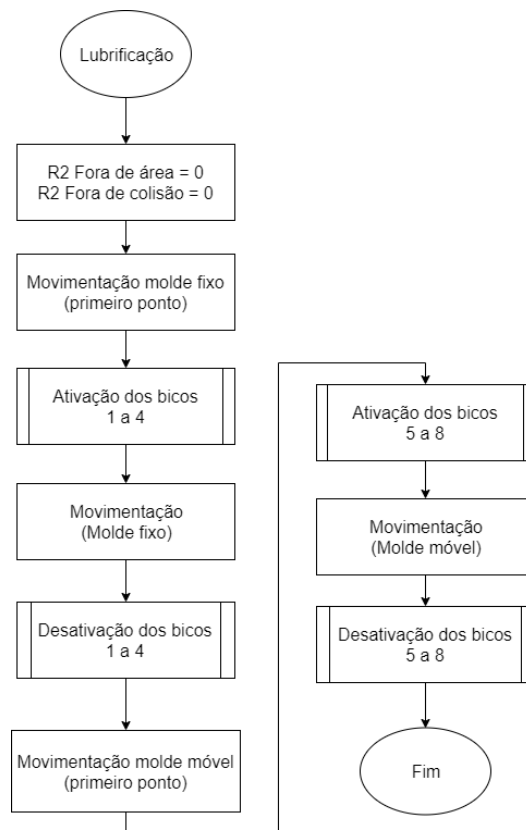 Lubrificação
R2 Fora de área = 0
R2 Fora de colisão = 0
Movimentação molde fixo
(primeiro ponto)
Ativação dos bicos
1 a 4
Movimentação
(Molde fixo)
Desativação dos bicos
1 a 4
Movimentação molde móvel
(primeiro ponto)
Ativação dos bicos
5 a 8
Movimentação
(Molde móvel)
Desativação dos bicos
5 a 8
Fim